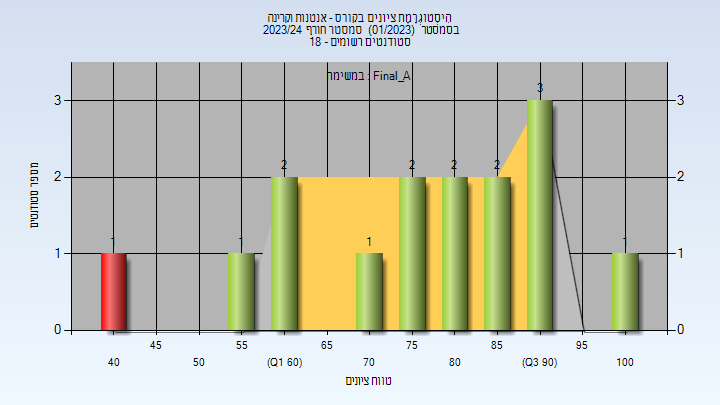 היסטוגרמת ציונים בקורס - אנטנות וקרינה
בסמסטר (01/2023) סמסטר חורף 2023/24
סטודנטים רשומים - 18
במשימה : Final_A
מספר סטודנטים
3 3
2 2
1 1
0 0
1 1 2 1 2 2 2 3 1
45 55 65 75 85 95
40 50 (Q1 60) 70 80 (Q3 90) 100
טווח ציונים